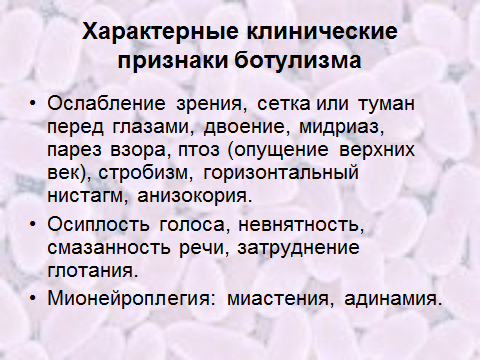 Характерные клинические
признаки ботулизма
• Ослабление зрения, сетка или туман
перед глазами, двоение, мидриаз,
парез взора, птоз (опущение верхних
век), стробизм, горизонтальный
нистагм, анизокория.
• Осиплость голоса, невнятность,
смазанность речи, затруднение
глотания.
• Мионейроплегия: миастения, адинамия.